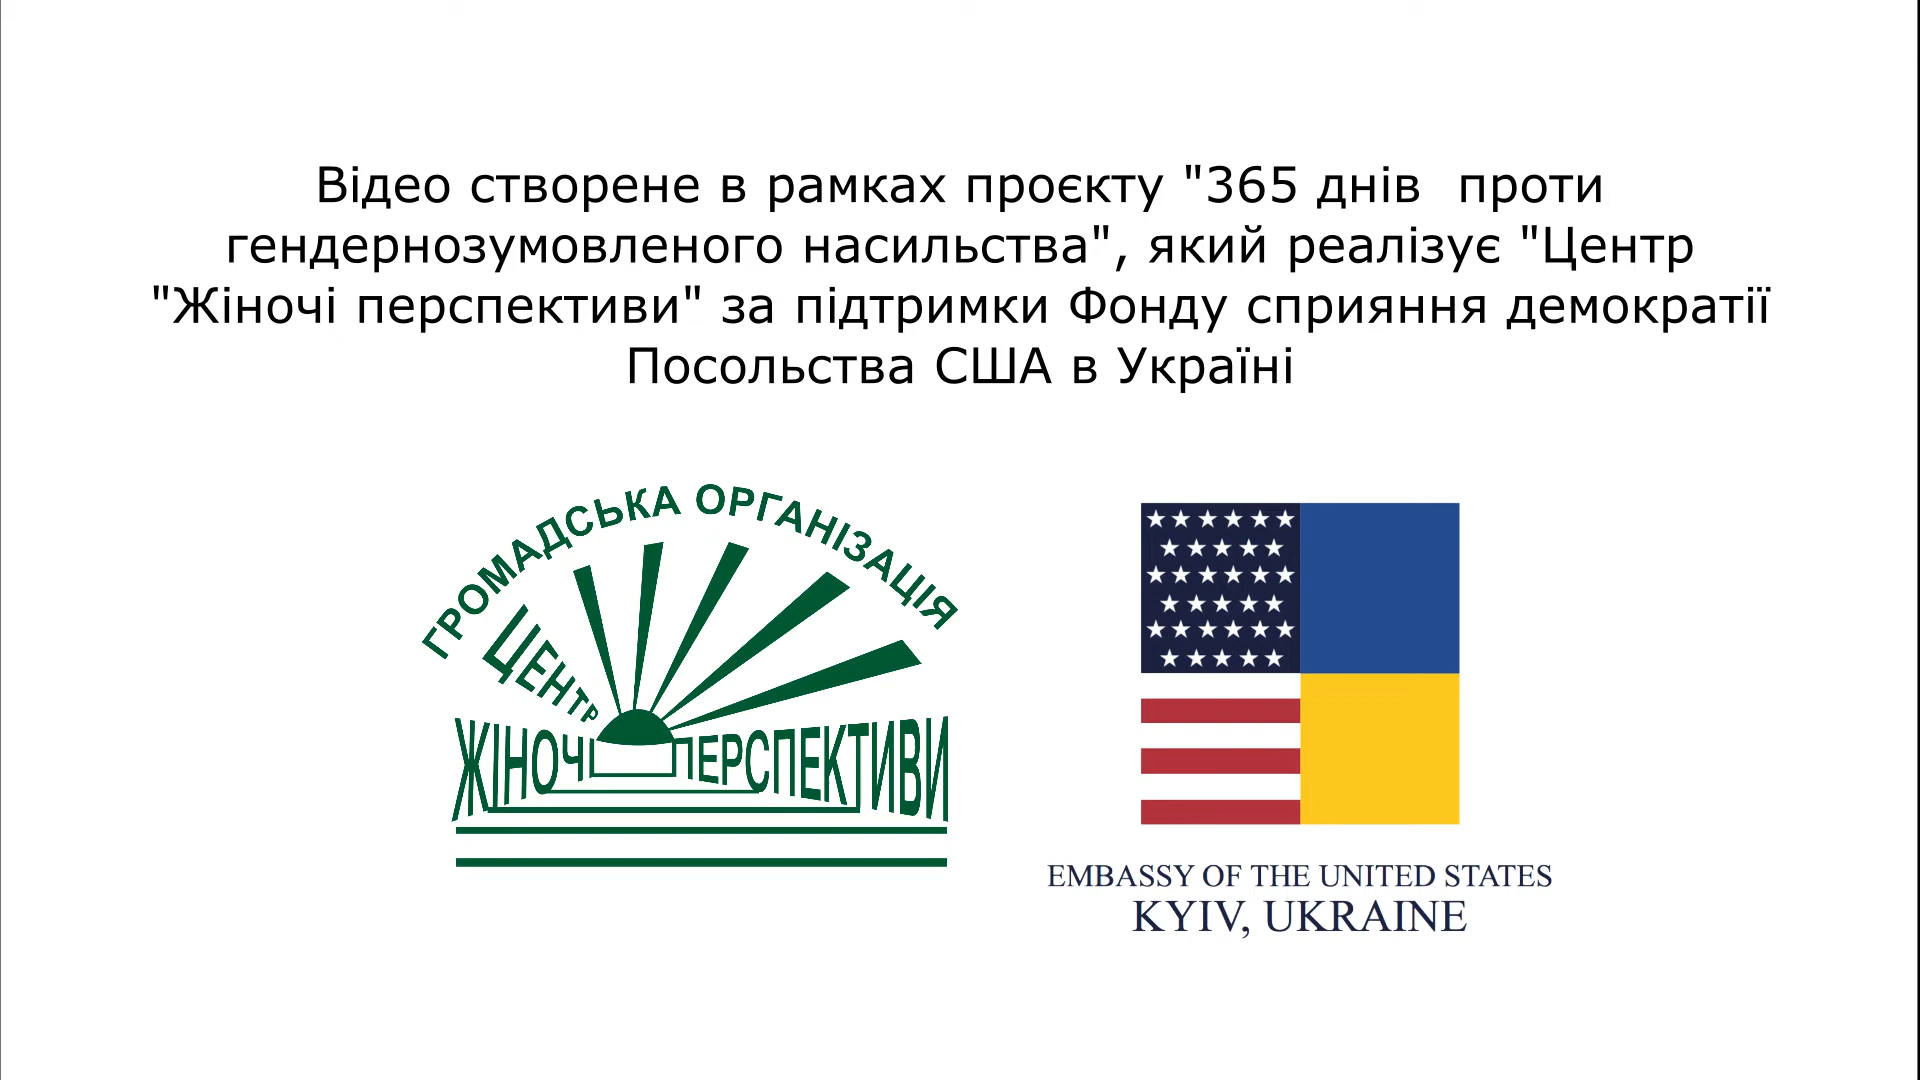 Відео створене в рамках проєкту "365 днів  проти
гендернозумовленого насильства", який реалізує "Центр
"Жіночі перспективи" за підтримки Фонду сприяння демократії
Посольства США в Україні
ГРОМАДСЬКА ОРГАНІЗАЦІЯ
ЦЕНТР
ЖІНОЧІ ПЕРСПЕКТИВИ
EMBASSY OF THE UNITED STATES
KYIV, UKRAINE